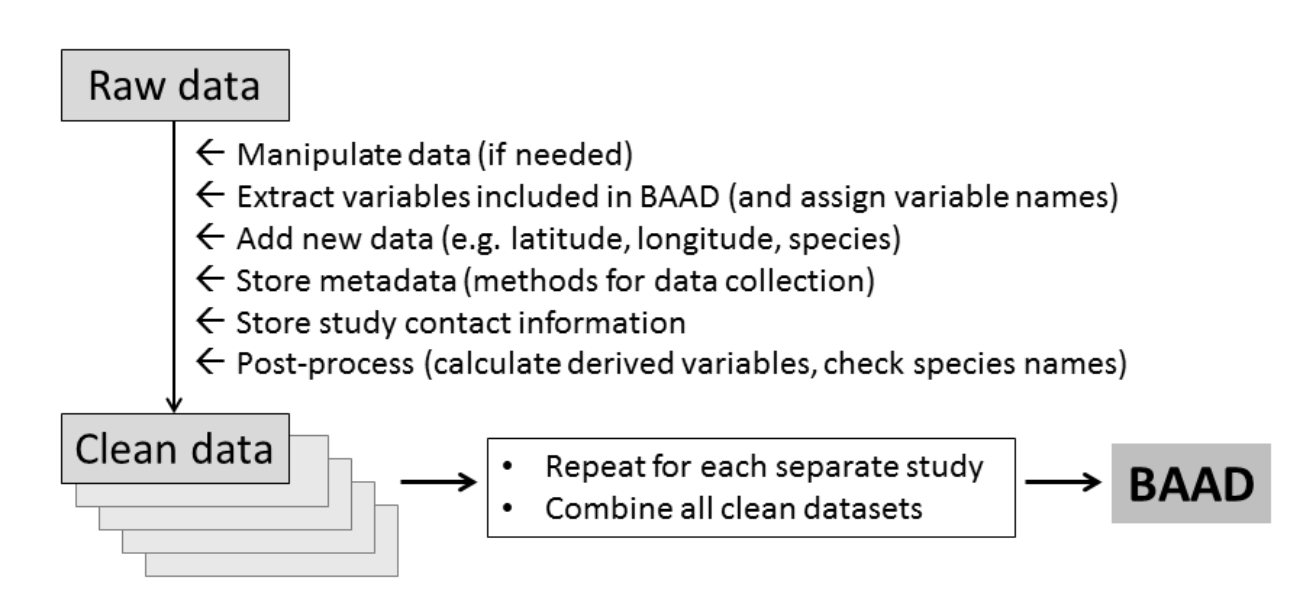 Raw data
← Manipulate data (if needed)
← Extract variables included in BAAD (and assign variable names)
← Add new data (e.g. latitude, longitude, species)
← Store metadata (methods for data collection)
← Store study contact information
← Post-process (calculate derived variables, check species names)
Clean data
• Repeat for each separate study
• Combine all clean datasets
BAAD